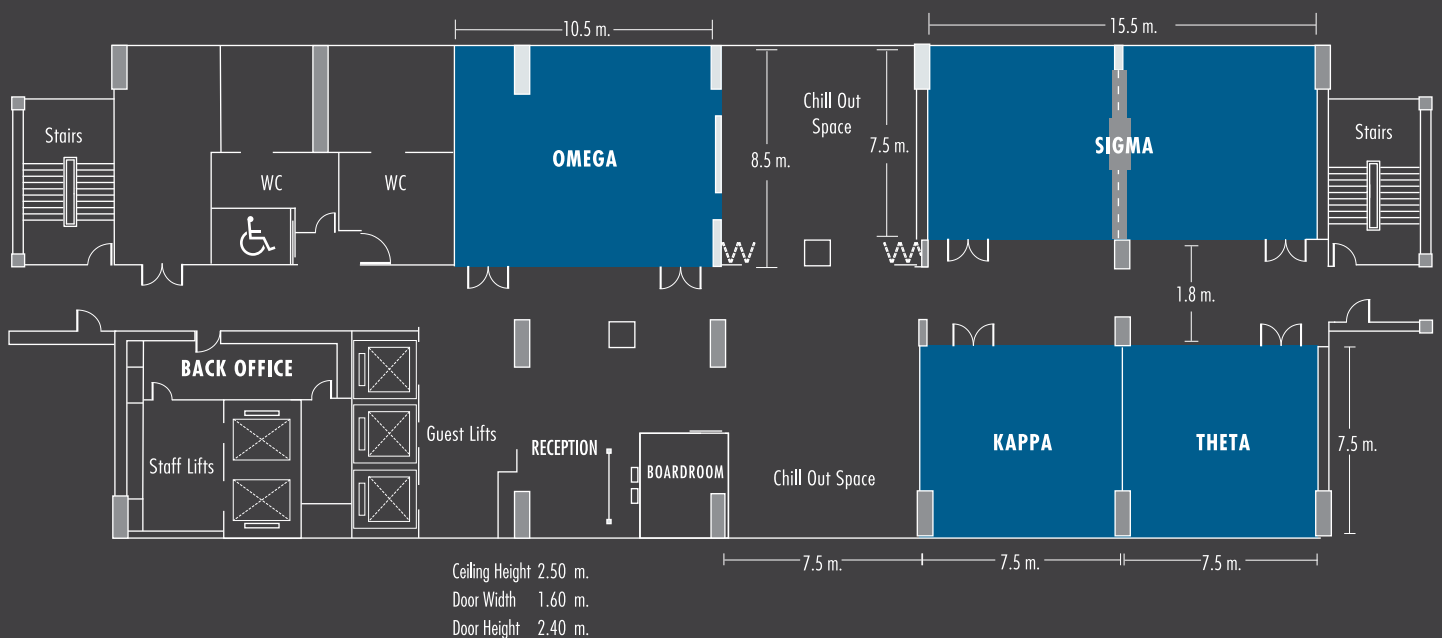 10.5 m.
15.5 m.
Stairs
WC
WC
OMEGA
8.5 m.
Chill Out
Space
7.5 m.
SIGMA
Stairs
1.8 m.
BACK OFFICE
Staff Lifts
Guest Lifts
RECEPTION
BOARDROOM
Chill Out Space
KAPPA
THETA
7.5 m.
7.5 m.
7.5 m.
7.5 m.
Ceiling Height 2.50 m.
Door Width 1.60 m.
Door Height 2.40 m.